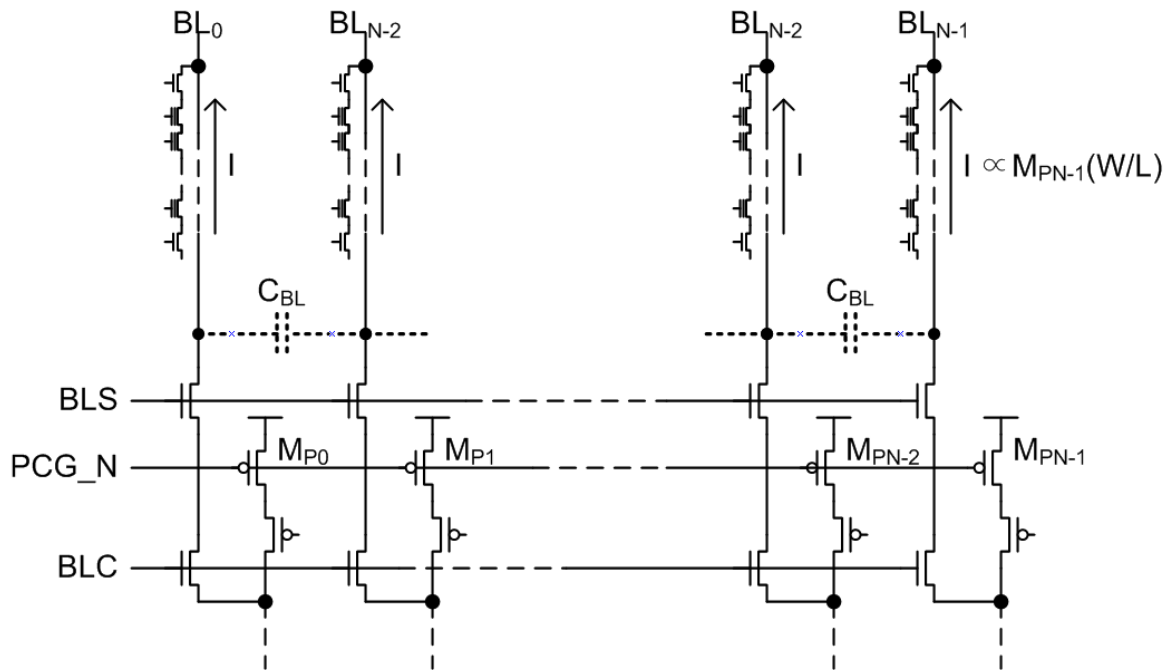 BL0 BLN-2 BLN-2 BLN-1
I I I I ∝ MPN-1(W/L)
CBL CBL
BLS
MP0 MP1 MPN-2 MPN-1
PCG_N
BLC